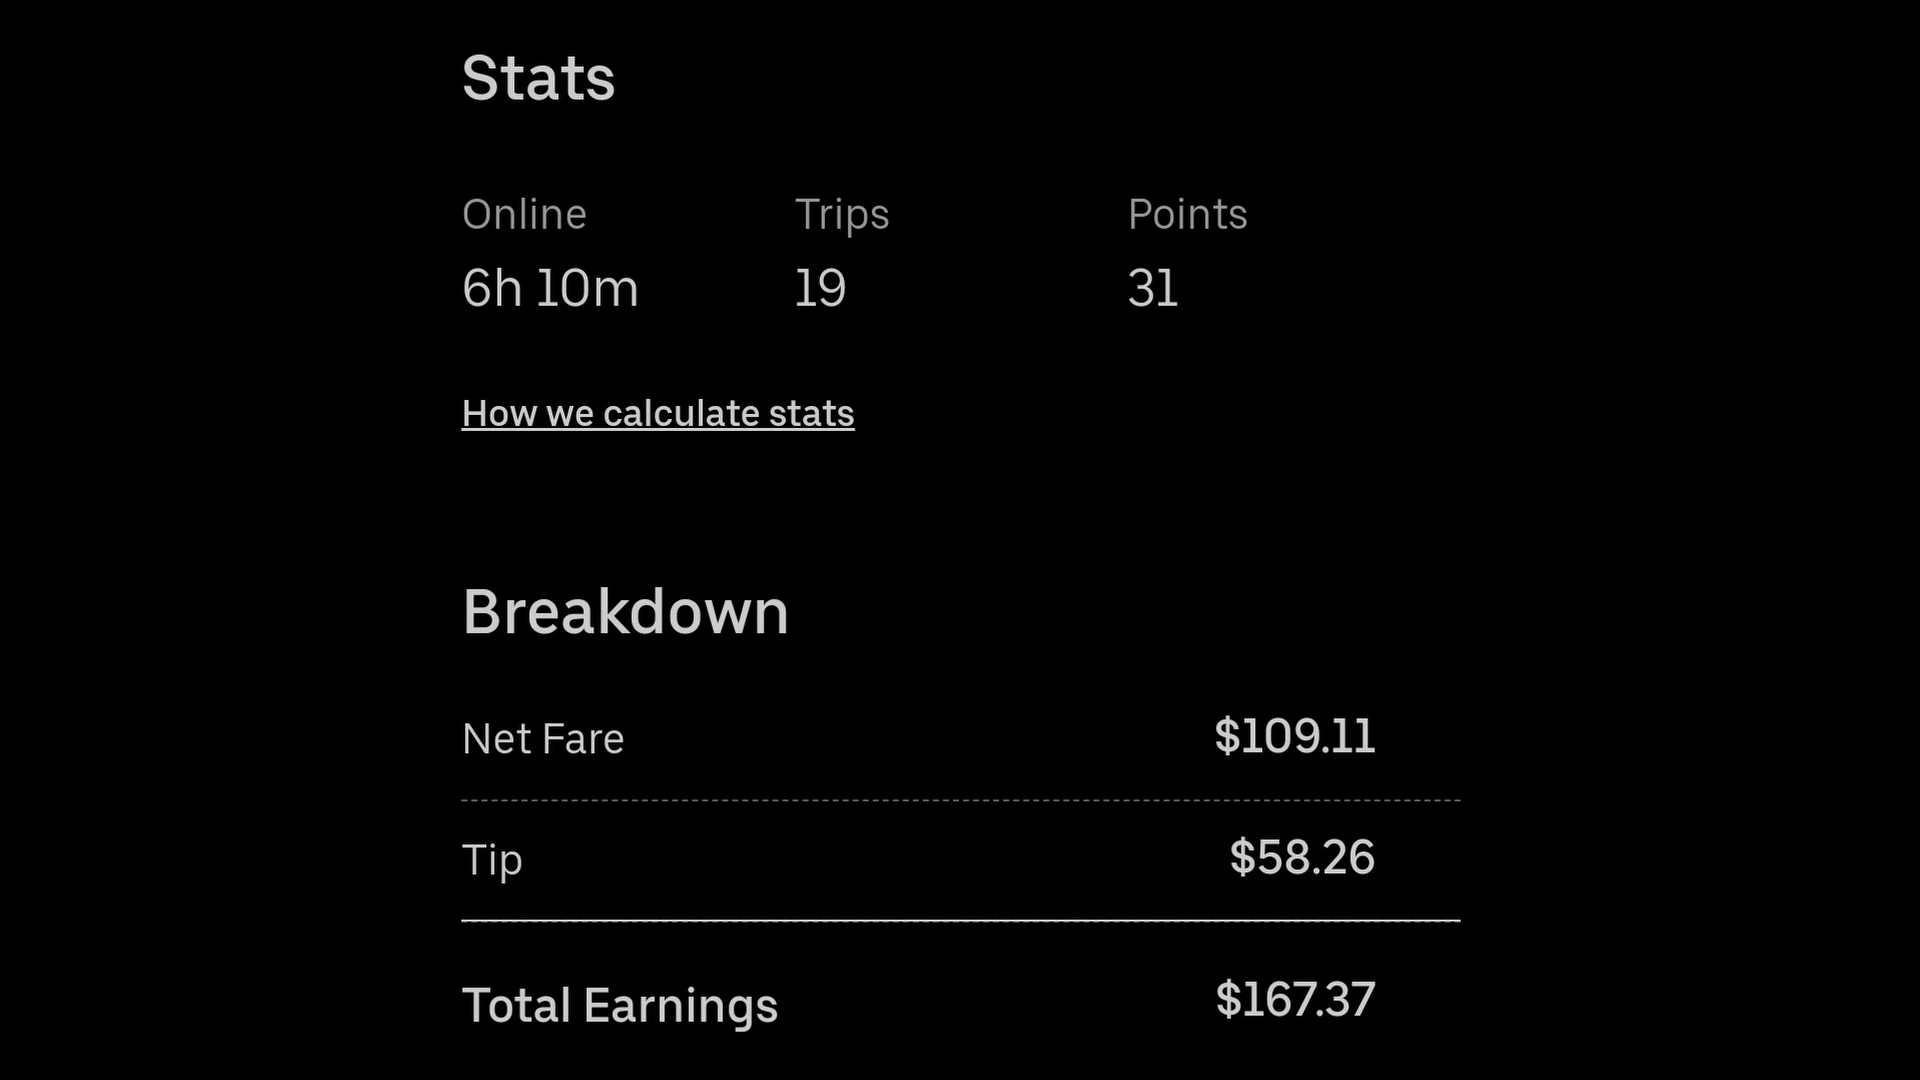 Stats
Online Trips Points
6h 10m 19 31
How we calculate stats
Breakdown
Net Fare $109.11
Tip $58.26
Total Earnings $167.37